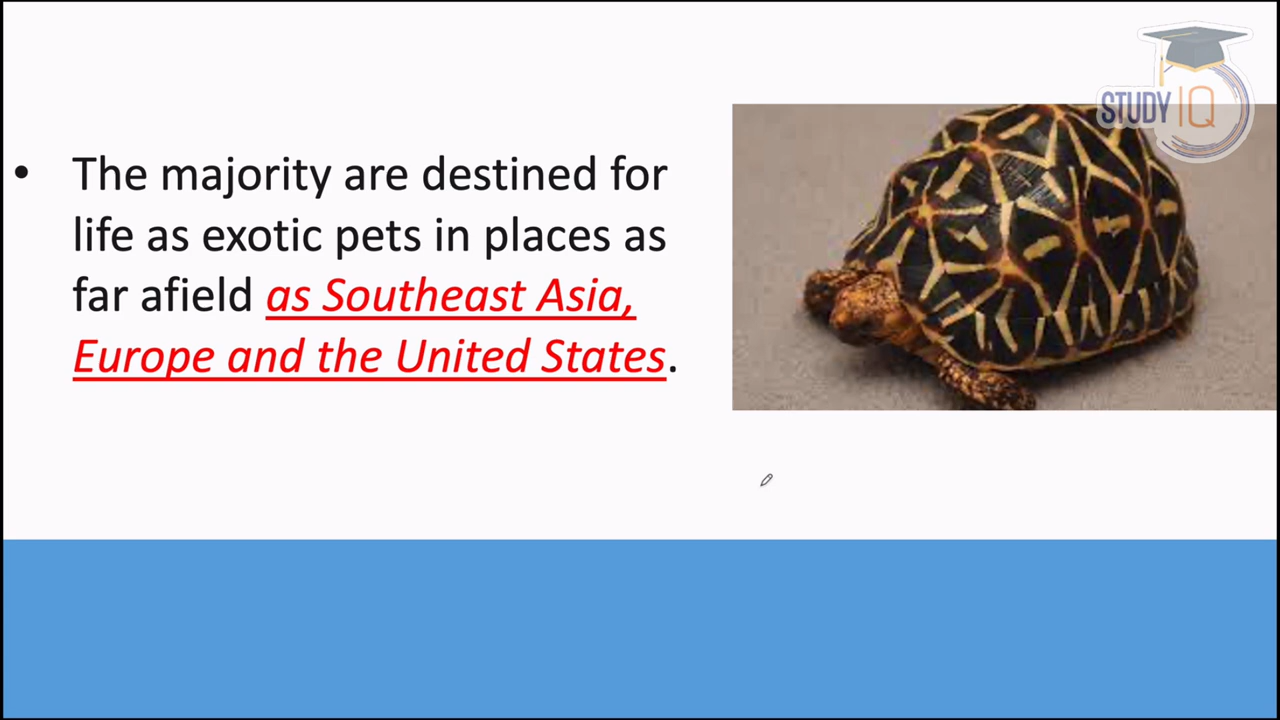 STUDY IQ
• The majority are destined for
life as exotic pets in places as
far afield as Southeast Asia,
Europe and the United States.